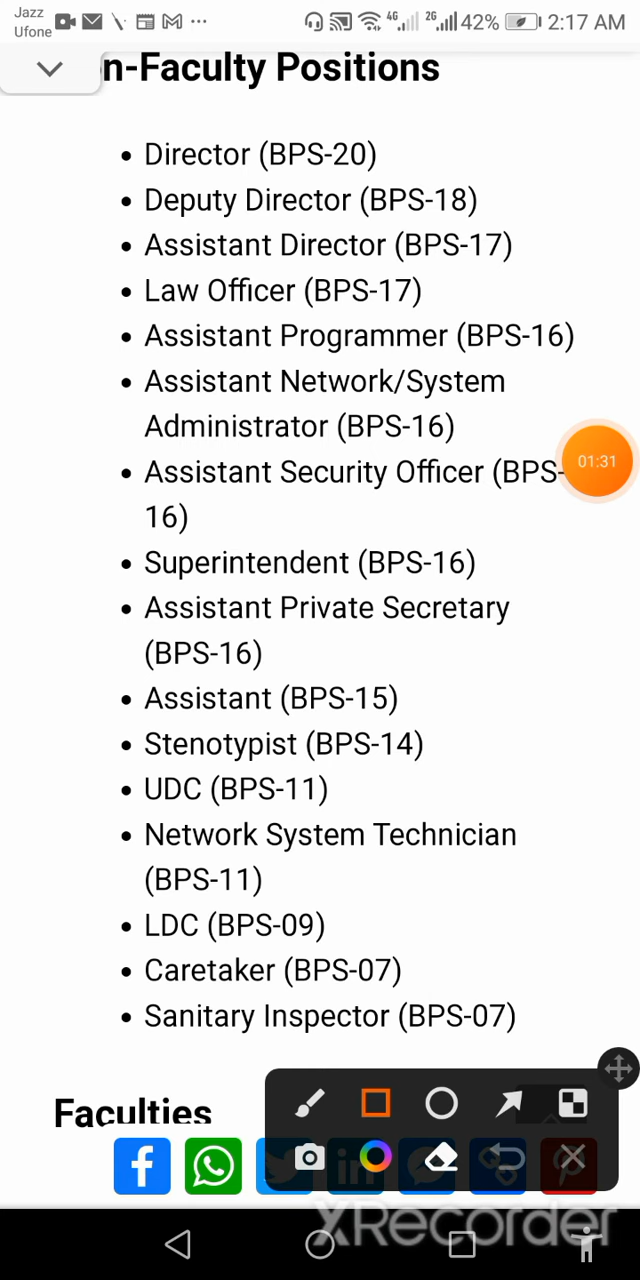 Jazz
Ufone
4G 2G 42% 2:17 AM
n-Faculty Positions
• Director (BPS-20)
• Deputy Director (BPS-18)
• Assistant Director (BPS-17)
• Law Officer (BPS-17)
• Assistant Programmer (BPS-16)
• Assistant Network/System
Administrator (BPS-16)
• Assistant Security Officer (BPS-
16)
01:31
• Superintendent (BPS-16)
• Assistant Private Secretary
(BPS-16)
• Assistant (BPS-15)
• Stenotypist (BPS-14)
• UDC (BPS-11)
• Network System Technician
(BPS-11)
• LDC (BPS-09)
• Caretaker (BPS-07)
• Sanitary Inspector (BPS-07)
Faculties
XRecorder